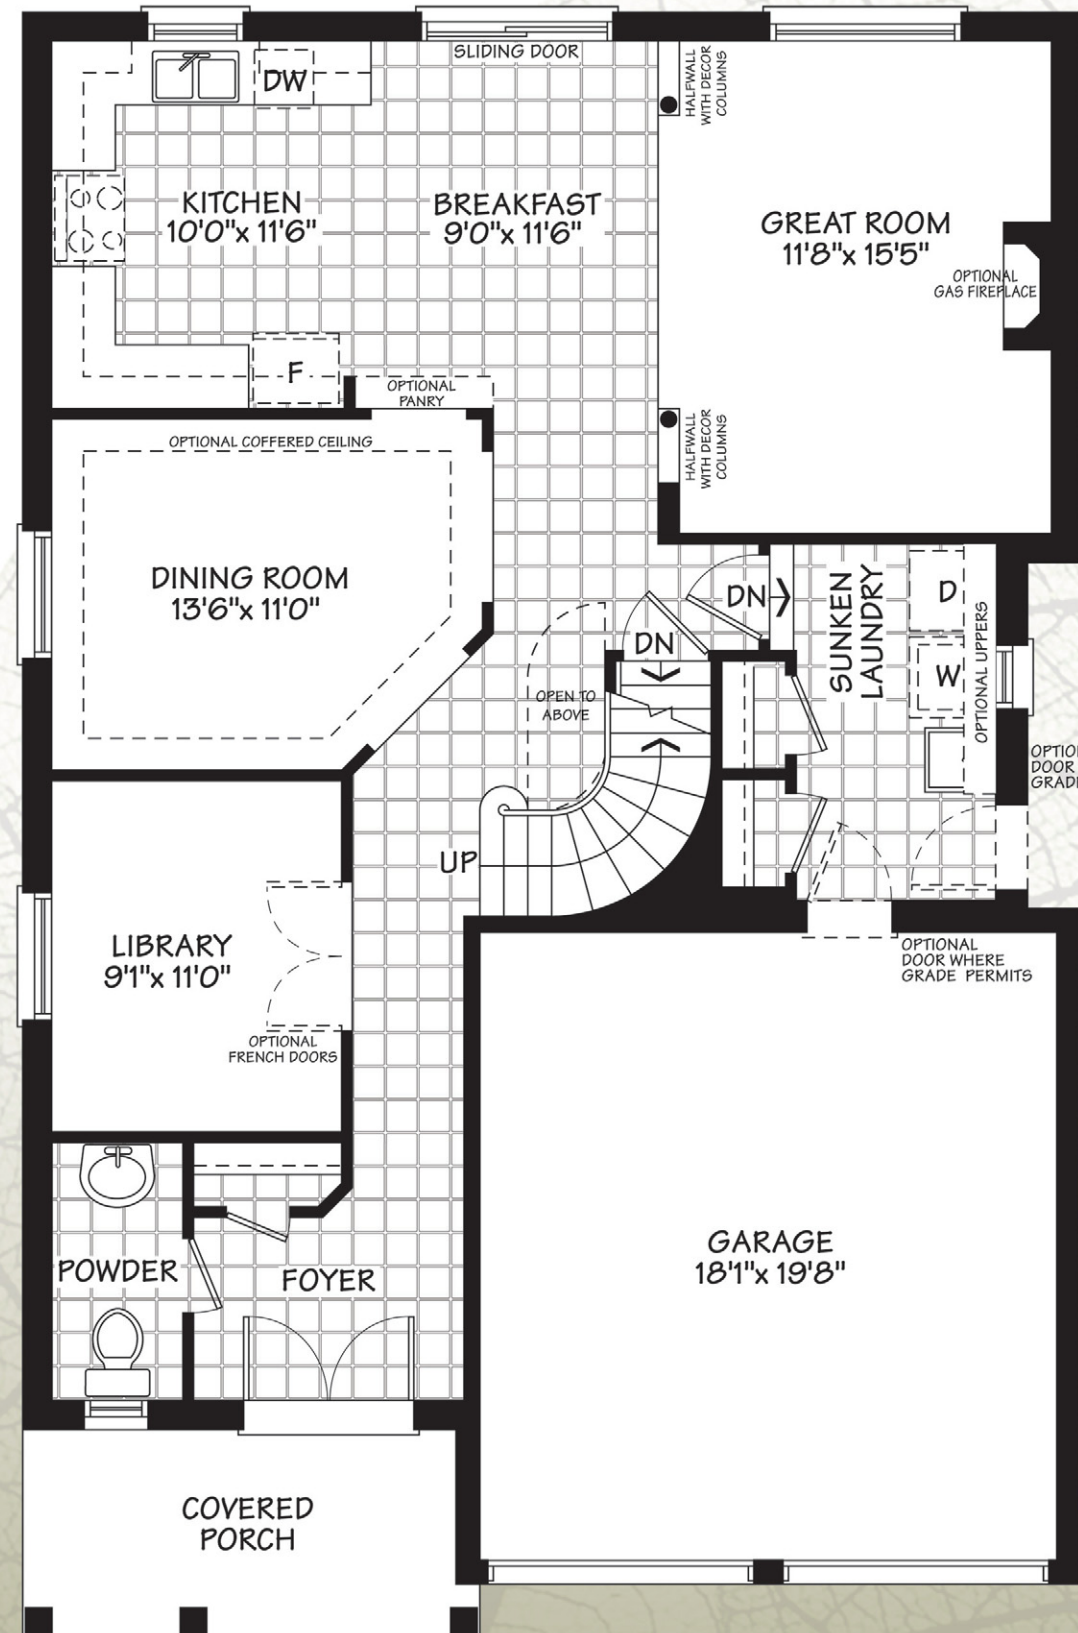 SLIDING DOOR
DW
HALFWALL
WITH DECOR
COLUMNS
KITCHEN
10'0"x 11'6"
BREAKFAST
9'0"x 11'6"
GREAT ROOM
11'8"x 15'5"
OPTIONAL
GAS FIREPLACE
F
OPTIONAL
PANRY
HALFWALL
WITH DECOR
COLUMNS
OPTIONAL COFFERED CEILING
DINING ROOM
13'6"x 11'0"
DN
DN
SUNKEN
LAUNDRY
D
W
OPTIONAL UPPERS
OPEN TO
ABOVE
DOOR
UP
LIBRARY
9'1"x 11'0"
OPTIONAL
FRENCH DOORS
OPTIONAL
DOOR WHERE
GRADE PERMITS
POWDER
FOYER
GARAGE
18'1"x 19'8"
COVERED
PORCH